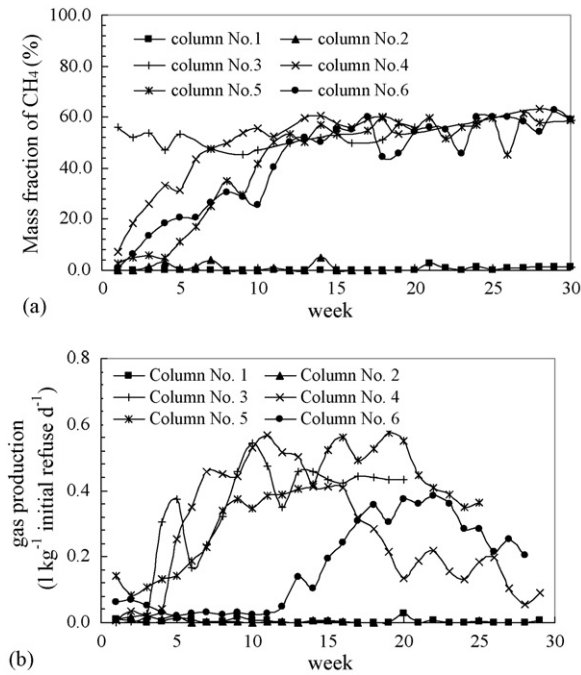 (a)
Mass fraction of CH4 (%)
100.0
80.0
60.0
40.0
20.0
0.0
column No.1
column No.2
column No.3
column No.4
column No.5
column No.6
0 5 10 15 20 25 30
week
(b)
gas production
(l kg-1 initial refuse d-1)
0.8
0.6
0.4
0.2
0.0
Column No. 1
Column No. 2
Column No. 3
Column No. 4
Column No. 5
Column No. 6
0 5 10 15 20 25 30
week